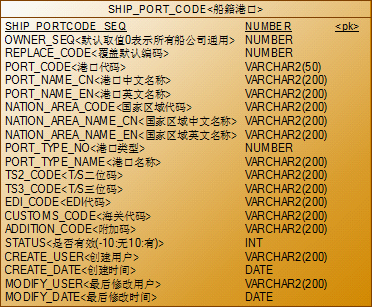 SHIP_PORT_CODE<船籍港口>
SHIP_PORTCODE_SEQ NUMBER <pk>
OWNER_SEQ<默认取值0表示所有船公司通用> NUMBER
REPLACE_CODE<覆盖默认编码> NUMBER
PORT_CODE<港口代码> VARCHAR2(50)
PORT_NAME_CN<港口中文名称> VARCHAR2(200)
PORT_NAME_EN<港口英文名称> VARCHAR2(200)
NATION_AREA_CODE<国家区域代码> VARCHAR2(200)
NATION_AREA_NAME_CN<国家区域中文名称> VARCHAR2(200)
NATION_AREA_NAME_EN<国家区域英文名称> VARCHAR2(200)
PORT_TYPE_NO<港口类型> NUMBER
PORT_TYPE_NAME<港口名称> VARCHAR2(200)
TS2_CODE<T/S二位码> VARCHAR2(200)
TS3_CODE<T/S三位码> VARCHAR2(200)
EDI_CODE<EDI代码> VARCHAR2(200)
CUSTOMS_CODE<海关代码> VARCHAR2(200)
ADDITION_CODE<附加码> VARCHAR2(200)
STATUS<是否有效(-10:无10:有)> INT
CREATE_USER<创建用户> VARCHAR2(200)
CREATE_DATE<创建时间> DATE
MODIFY_USER<最后修改用户> VARCHAR2(200)
MODIFY_DATE<最后修改时间> DATE